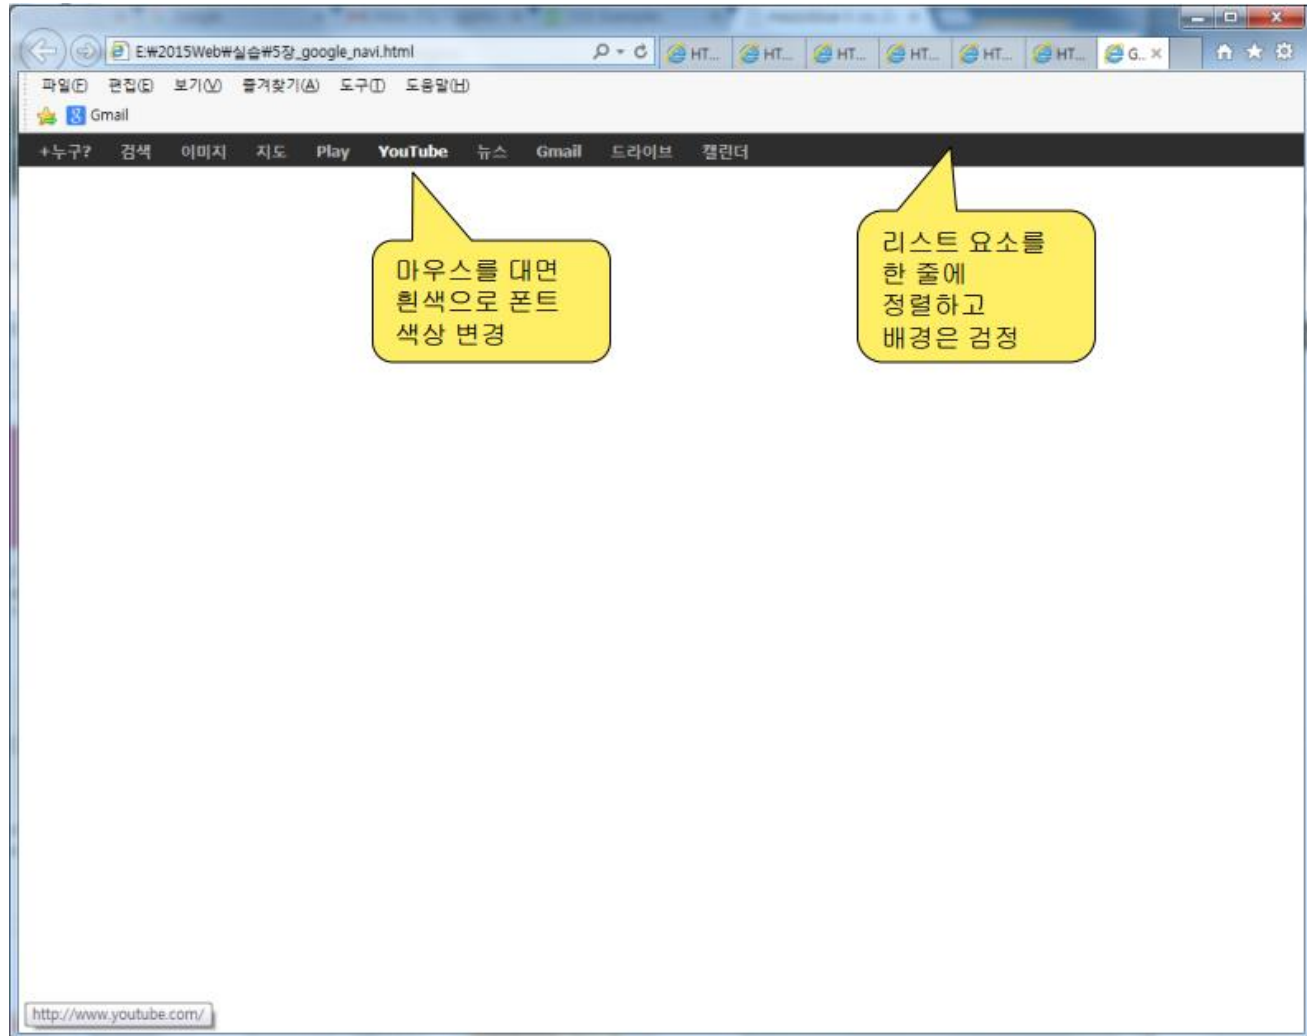 E:₩2015Web₩실습₩5장_google_navi.html
HT...
HT...
HT...
HT...
HT...
HT...
G...
파일(F) 편집(E) 보기(V) 즐겨찾기(A) 도구(T) 도움말(H)
Gmail
+누구? 검색 이미지 지도 Play YouTube 뉴스 Gmail 드라이브 캘린더
마우스를 대면
흰색으로 폰트
색상 변경
리스트 요소를
한 줄에
정렬하고
배경은 검정
http://www.youtube.com/